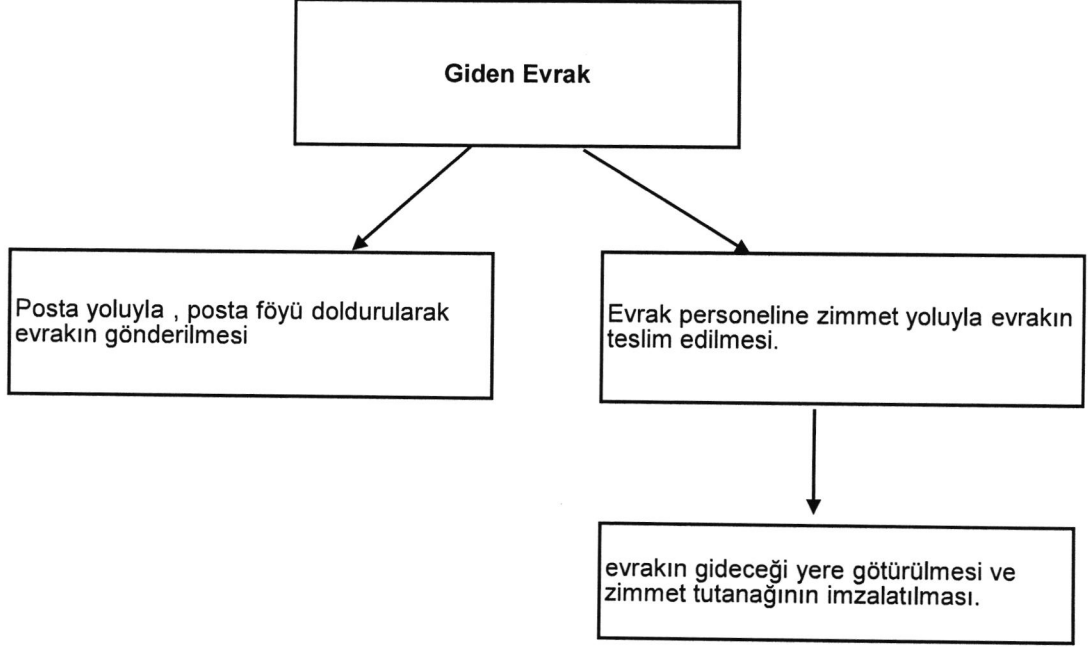 Giden Evrak
Posta yoluyla , posta föyü doldurularak
evrakın gönderilmesi
Evrak personeline zimmet yoluyla evrakın
teslim edilmesi.
evrakın gideceği yere götürülmesi ve
zimmet tutanağının imzalatılması.